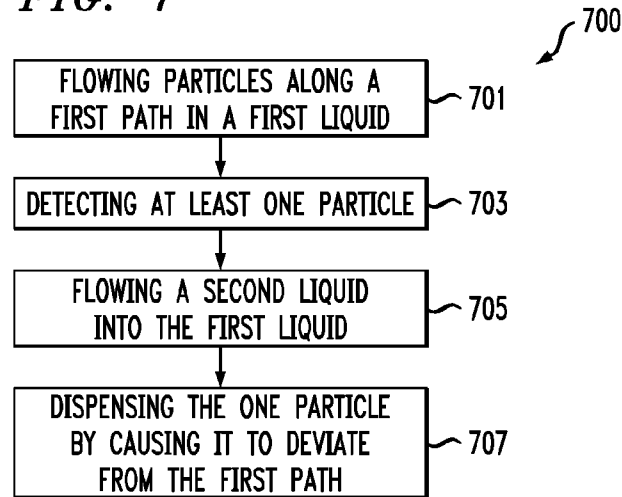 FIG. 7
700
FLOWING PARTICLES ALONG A
FIRST PATH IN A FIRST LIQUID
701
DETECTING AT LEAST ONE PARTICLE
703
FLOWING A SECOND LIQUID
INTO THE FIRST LIQUID
705
DISPENSING THE ONE PARTICLE
BY CAUSING IT TO DEVIATE
FROM THE FIRST PATH
707